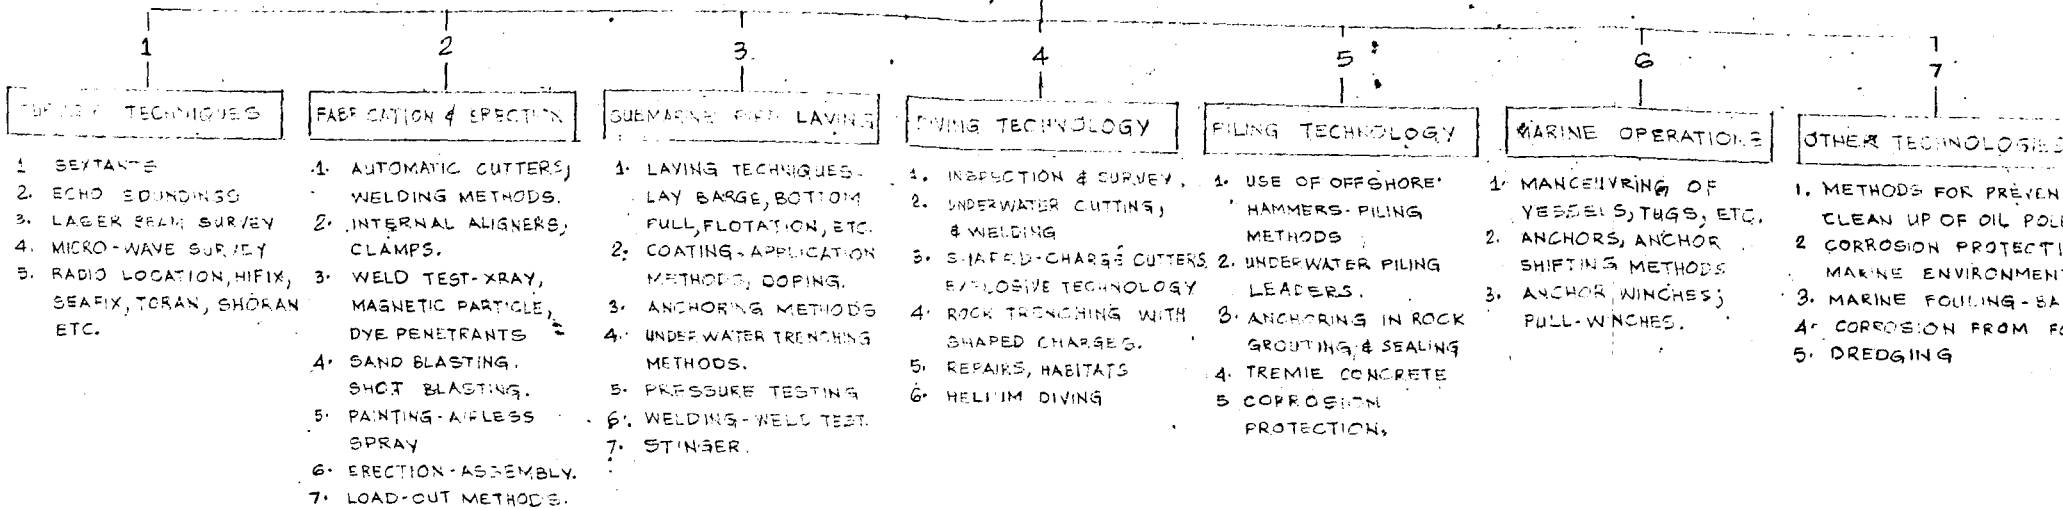 1
2
3
4
5
6
7
SURVEY TECHNIQUES
1 SEXTANTS
2. ECHO SOUNDINGS
3. LASER BEAM SURVEY
4. MICRO-WAVE SURVEY
5. RADIO LOCATION, HIFIX,
SEAFIX, TORAN, SHORAN
ETC.
FABRICATION & ERECTION
1. AUTOMATIC CUTTERS,
WELDING METHODS.
2. INTERNAL ALIGNERS,
CLAMPS.
3. WELD TEST-XRAY,
MAGNETIC PARTICLE,
DYE PENETRANTS
4. SAND BLASTING.
SHOT BLASTING.
5. PAINTING-AIRLESS
SPRAY
6. ERECTION-ASSEMBLY.
7. LOAD-OUT METHODS.
SUBMARINE PIPE LAYING
1. LAYING TECHNIQUES-
LAY BARGE, BOTTOM
PULL, FLOTATION, ETC.
2. COATING-APPLICATION
METHODS, DOPING.
3. ANCHORING METHODS
4. UNDERWATER TRENCHING
METHODS.
5. PRESSURE TESTING
6. WELDING-WELD TEST.
7. STINGER.
DIVING TECHNOLOGY
1. INSPECTION & SURVEY.
2. UNDERWATER CUTTING,
& WELDING
3. SHAPED-CHARGE CUTTERS
EXPLOSIVE TECHNOLOGY
4. ROCK TRENCHING WITH
SHAPED CHARGES.
5. REPAIRS, HABITATS
6. HELIUM DIVING
PILING TECHNOLOGY
1. USE OF OFFSHORE
HAMMERS-PILING
METHODS
2. UNDERWATER PILING
LEADERS.
3. ANCHORING IN ROCK
GROUTING & SEALING
4. TREMIE CONCRETE
5 CORROSION
PROTECTION.
MARINE OPERATIONS
1. MANOEUVRING OF
VESSELS, TUGS, ETC.
2. ANCHORS, ANCHOR
SHIFTING METHODS
3. ANCHOR WINCHES;
PULL-WINCHES.
OTHER TECHNOLOGIES
1. METHODS FOR PREVEN
CLEAN UP OF OIL POL
2 CORROSION PROTECTI
MARINE ENVIRONMENT
3. MARINE FOULING-BA
4. CORROSION FROM FO
5. DREDGING